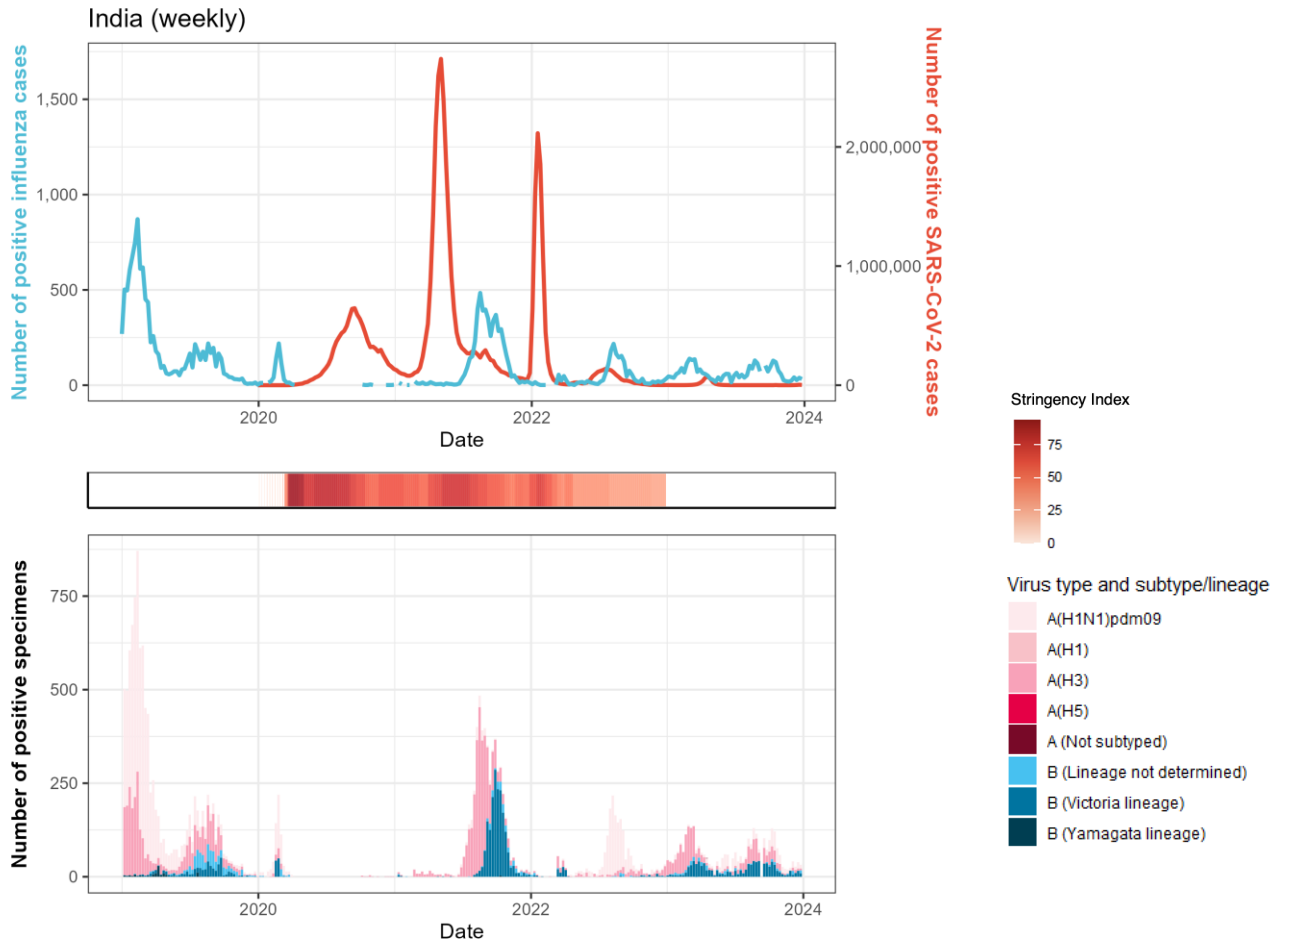 India (weekly)
Number of positive influenza cases
1,500
1,000
500
0
2,000,000
1,000,000
0
Number of positive SARS-CoV-2 cases
2020
2022
2024
Date
Stringency Index
75
50
25
0
Number of positive specimens
750
500
250
0
2020
2022
2024
Date
Virus type and subtype/lineage
A(H1N1)pdm09
A(H1)
A(H3)
A(H5)
A (Not subtyped)
B (Lineage not determined)
B (Victoria lineage)
B (Yamagata lineage)